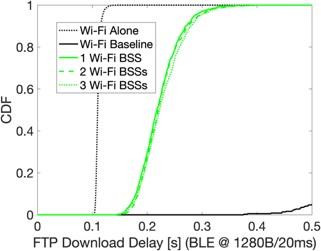 1
0.8
0.6
0.4
0.2
0
CDF
Wi-Fi Alone
Wi-Fi Baseline
1 Wi-Fi BSS
2 Wi-Fi BSSs
3 Wi-Fi BSSs
0 0.1 0.2 0.3 0.4 0.5
FTP Download Delay [s] (BLE @ 1280B/20ms)